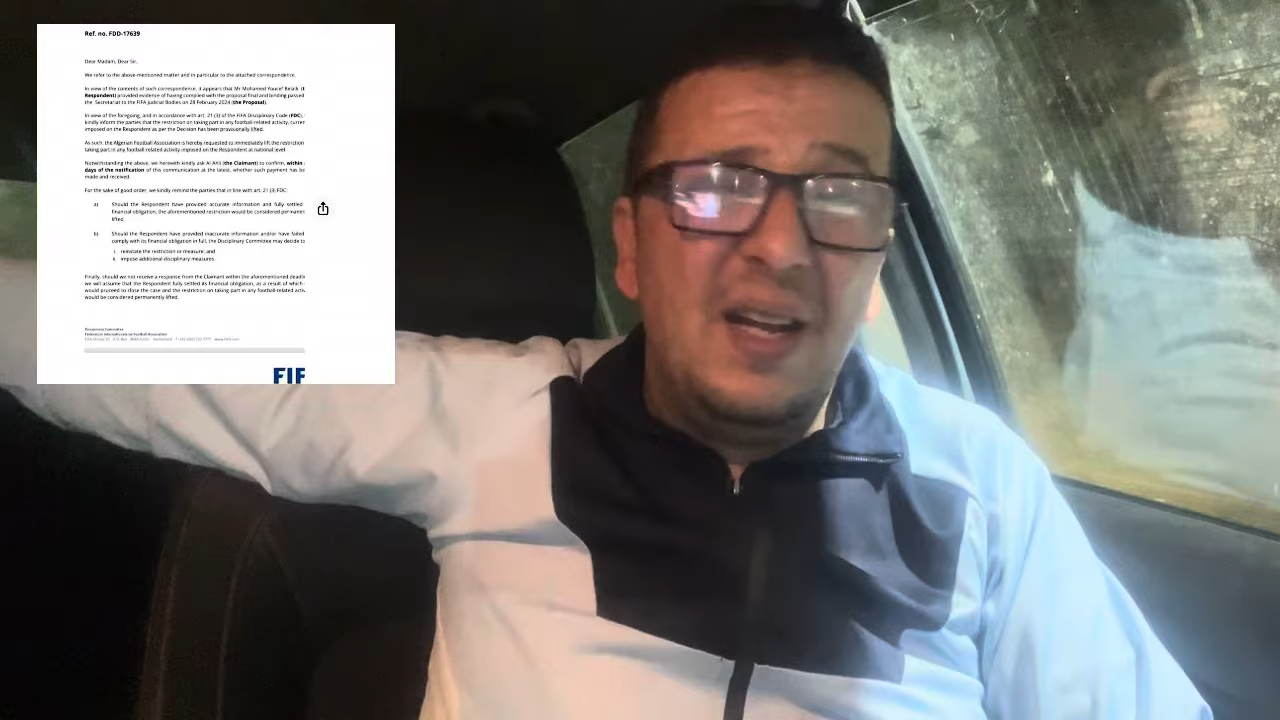 Ref. no. FDD-17639
Dear Madam, Dear Sir,
We refer to the above-mentioned matter and in particular to the attached correspondence.
In view of the contents of such correspondence, it appears that Mr Mohamed Youcef Belaili (t
Respondent) provided evidence of having complied with the proposal final and binding passed
the Secretariat to the FIFA Judicial Bodies on 28 February 2024 (the Proposal).
In view of the foregoing, and in accordance with art. 21 (3) of the FIFA Disciplinary Code (FDC),
kindly inform the parties that the restriction on taking part in any football-related activity, curren
imposed on the Respondent as per the Decision has been provisionally lifted.
As such, the Algerian Football Association is hereby requested to immediately lift the restriction
taking part in any football related activity imposed on the Respondent at national level.
Notwithstanding the above, we herewith kindly ask Al Ahli (the Claimant) to confirm, within
days of the notification of this communication at the latest, whether such payment has be
made and received.
For the sake of good order, we kindly remind the parties that in line with art. 21 (3) FDC:
a) Should the Respondent have provided accurate information and fully settled
financial obligation, the aforementioned restriction would be considered permanen
lifted.
b) Should the Respondent have provided inaccurate information and/or have failed
comply with its financial obligation in full, the Disciplinary Committee may decide to
i. reinstate the restriction or measure; and
ii. impose additional disciplinary measures.
Finally, should we not receive a response from the Claimant within the aforementioned deadli
we will assume that the Respondent fully settled its financial obligation, as a result of which
would proceed to close the case and the restriction on taking part in any football-related activ
would be considered permanently lifted.
Disciplinary Committee
Fédération Internationale de Football Association
www.FIFA.com
FIF